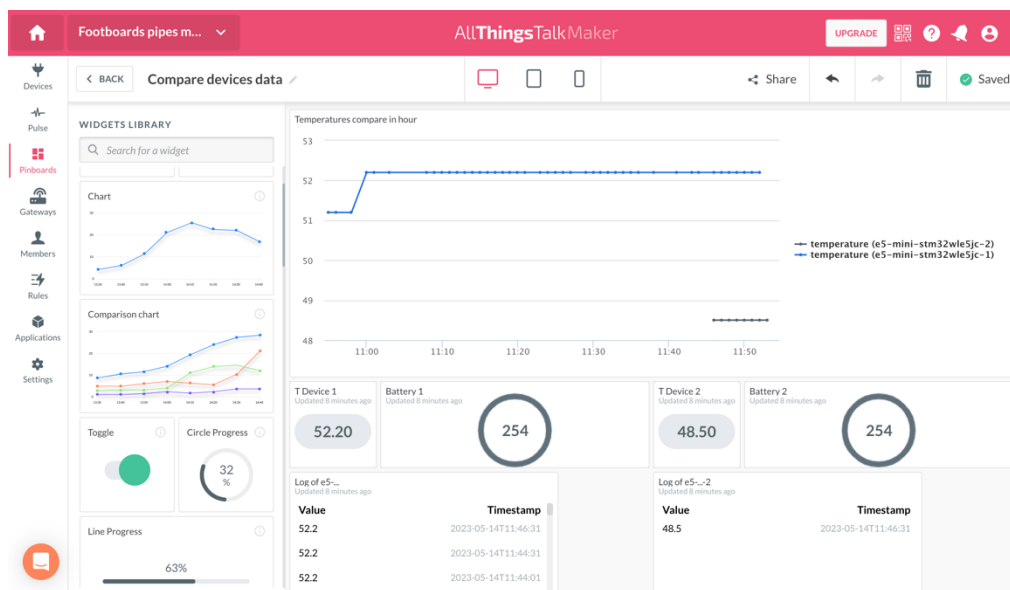 Footboards pipes m...
AllThingsTalkMaker
UPGRADE
Devices
Pulse
Pinboards
Gateways
Members
Rules
Applications
Settings
BACK
Compare devices data
Share
Saved
WIDGETS LIBRARY
Search for a widget
Chart
Comparison chart
Toggle
Circle Progress
32
%
Line Progress
63%
Temperatures compare in hour
53
52
51
50
49
48
11:00 11:10 11:20 11:30 11:40 11:50
temperature (e5-mini-stm32wle5jc-2)
temperature (e5-mini-stm32wle5jc-1)
T Device 1
Updated 8 minutes ago
52.20
Battery 1
Updated 8 minutes ago
254
T Device 2
Updated 8 minutes ago
48.50
Battery 2
Updated 8 minutes ago
254
Log of e5-...
Updated 8 minutes ago
Value Timestamp
52.2 2023-05-14T11:46:31
52.2 2023-05-14T11:44:31
52.2 2023-05-14T11:44:01
Log of e5-...-2
Updated 8 minutes ago
Value Timestamp
48.5 2023-05-14T11:46:31